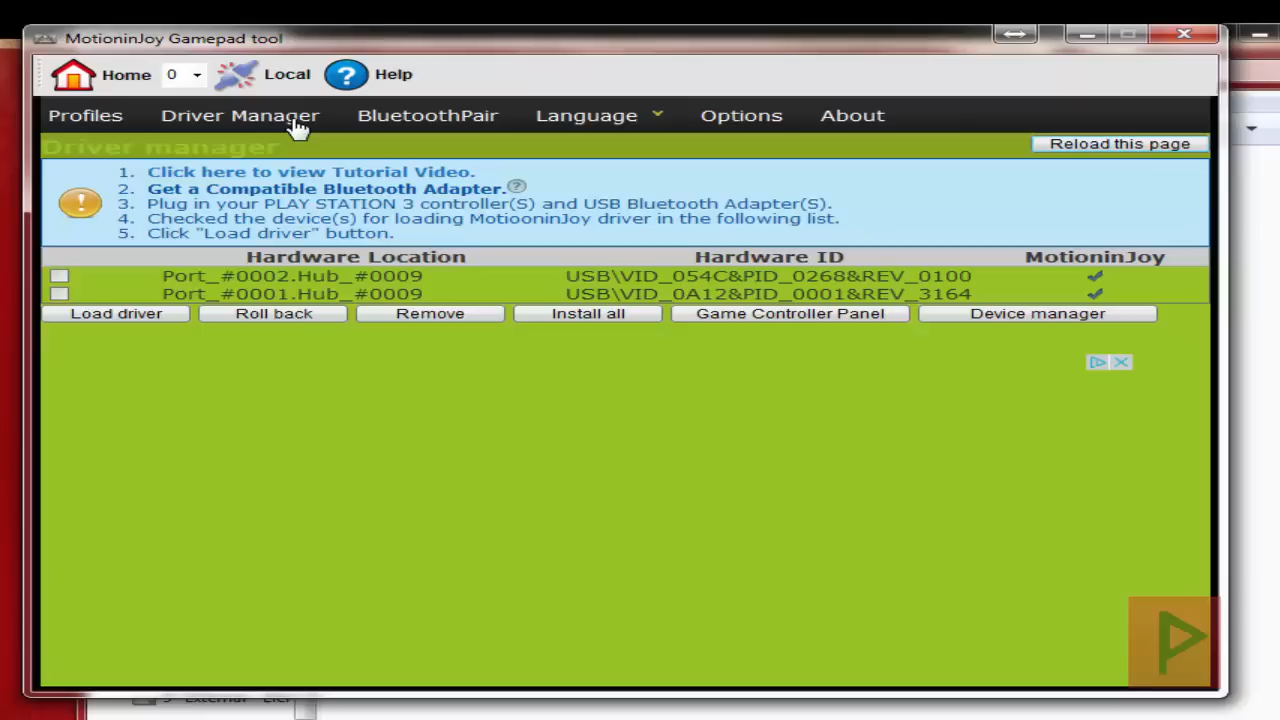 MotioninJoy Gamepad tool
Home 0 Local Help
Profiles Driver Manager BluetoothPair Language Options About
Driver manager Reload this page
1. Click here to view Tutorial Video.
2. Get a Compatible Bluetooth Adapter.
3. Plug in your PLAY STATION 3 controller(S) and USB Bluetooth Adapter(S).
4. Checked the device(s) for loading MotiooninJoy driver in the following list.
5. Click "Load driver" button.
Hardware Location Hardware ID MotioninJoy
Port_#0002.Hub_#0009 USB\VID_054C&PID_0268&REV_0100
Port_#0001.Hub_#0009 USB\VID_0A12&PID_0001&REV_3164
Load driver Roll back Remove Install all Game Controller Panel Device manager